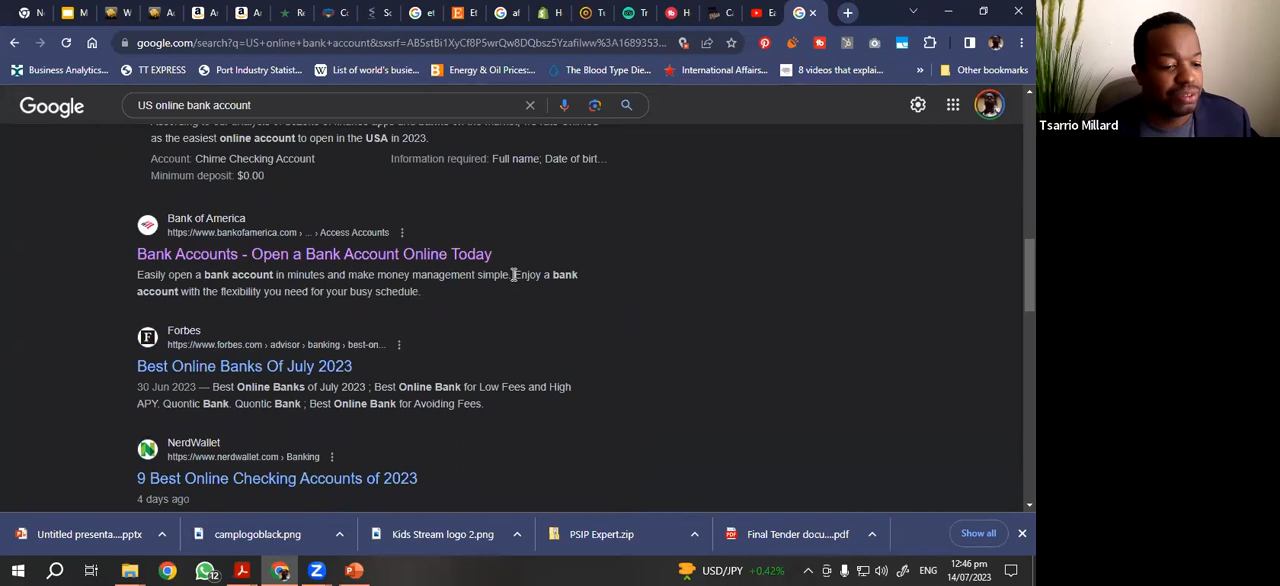 google.com/search?q=US+online+bank+account&sxsrf=AB5stBi1XyCf8P5wrQw8DQbsz5Yzafilww%3A1689353...
Business Analytics...
TT EXPRESS
Port Industry Statist...
List of world's busie...
Energy & Oil Prices:...
The Blood Type Die...
International Affairs...
8 videos that explai...
»
Other bookmarks
Google
US online bank account
as the easiest online account to open in the USA in 2023.
Account: Chime Checking Account
Information required: Full name; Date of birt...
Minimum deposit: $0.00
Bank of America
https://www.bankofamerica.com › ... › Access Accounts
Bank Accounts - Open a Bank Account Online Today
Easily open a bank account in minutes and make money management simple. Enjoy a bank
account with the flexibility you need for your busy schedule.
Forbes
https://www.forbes.com › advisor › banking › best-on...
Best Online Banks Of July 2023
30 Jun 2023 — Best Online Banks of July 2023 ; Best Online Bank for Low Fees and High
APY. Quontic Bank. Quontic Bank ; Best Online Bank for Avoiding Fees.
NerdWallet
https://www.nerdwallet.com › Banking
9 Best Online Checking Accounts of 2023
4 days ago
Untitled presenta....pptx
camplogoblack.png
Kids Stream logo 2.png
PSIP Expert.zip
Final Tender docu....pdf
Show all
12
USD/JPY +0.42%
ENG
12:46 pm
14/07/2023
Tsarrio Millard